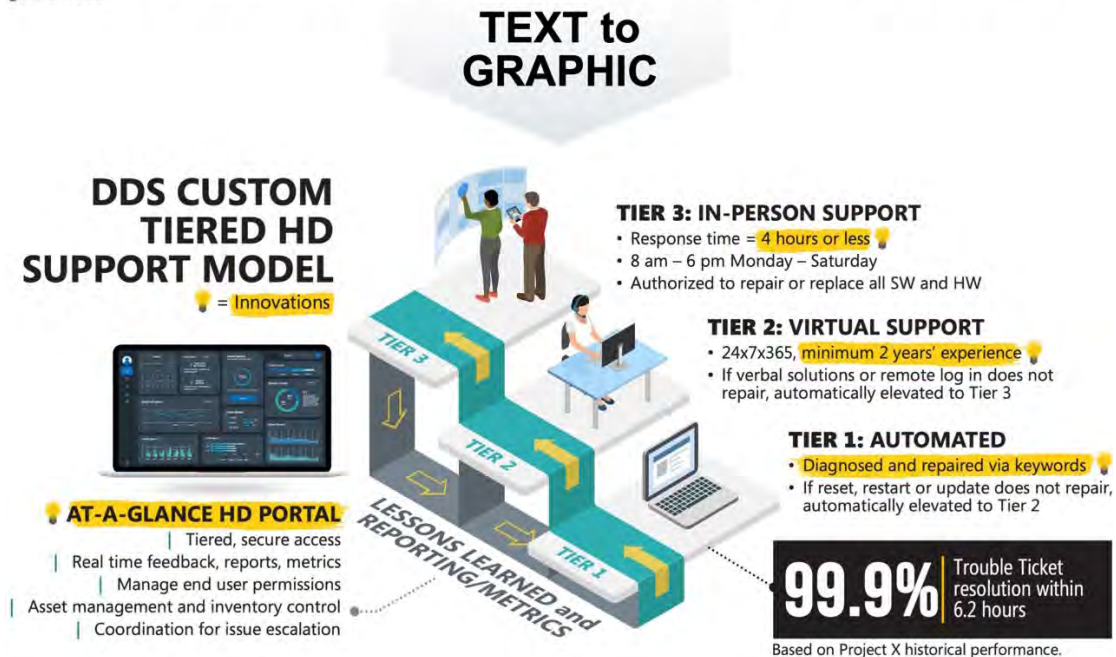 TEXT to
GRAPHIC
DDS CUSTOM
TIERED HD
SUPPORT MODEL
= Innovations
AT-A-GLANCE HD PORTAL
Tiered, secure access
Real time feedback, reports, metrics
Manage end user permissions
Asset management and inventory control
Coordination for issue escalation
TIER 3
TIER 2
TIER 1
LESSONS LEARNED and
REPORTING/METRICS
TIER 3: IN-PERSON SUPPORT
• Response time = 4 hours or less
• 8 am – 6 pm Monday – Saturday
• Authorized to repair or replace all SW and HW
TIER 2: VIRTUAL SUPPORT
• 24x7x365, minimum 2 years' experience
• If verbal solutions or remote log in does not
repair, automatically elevated to Tier 3
TIER 1: AUTOMATED
• Diagnosed and repaired via keywords
• If reset, restart or update does not repair,
automatically elevated to Tier 2
99.9%
Trouble Ticket
resolution within
6.2 hours
Based on Project X historical performance.